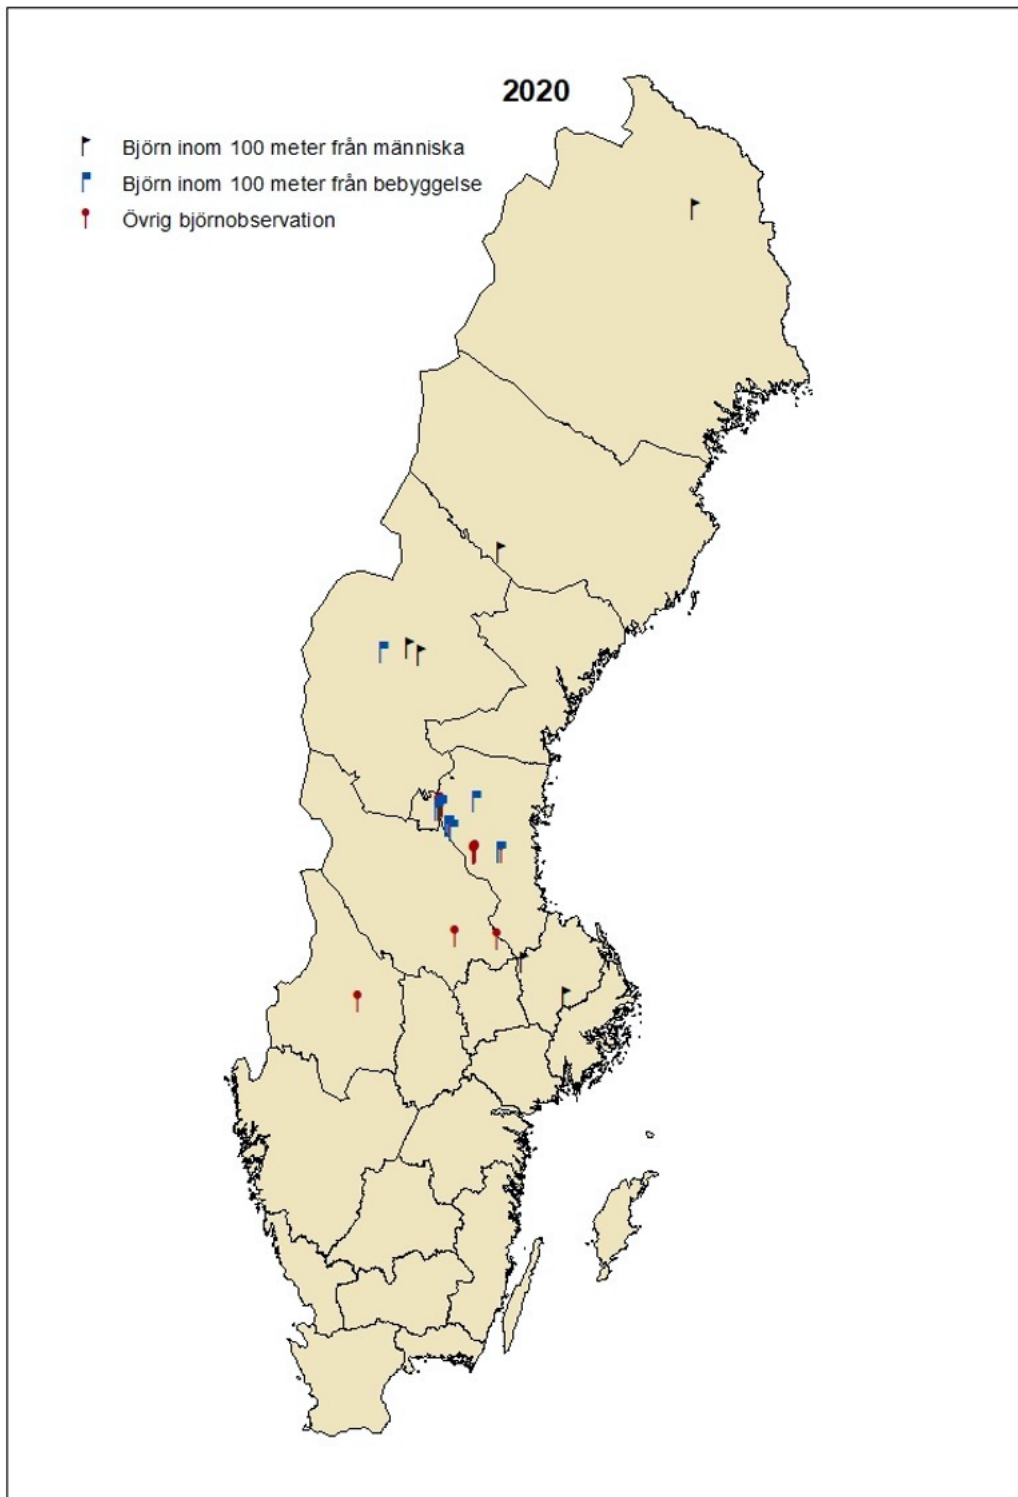 2020
Björn inom 100 meter från människa
Björn inom 100 meter från bebyggelse
Övrig björnobservation